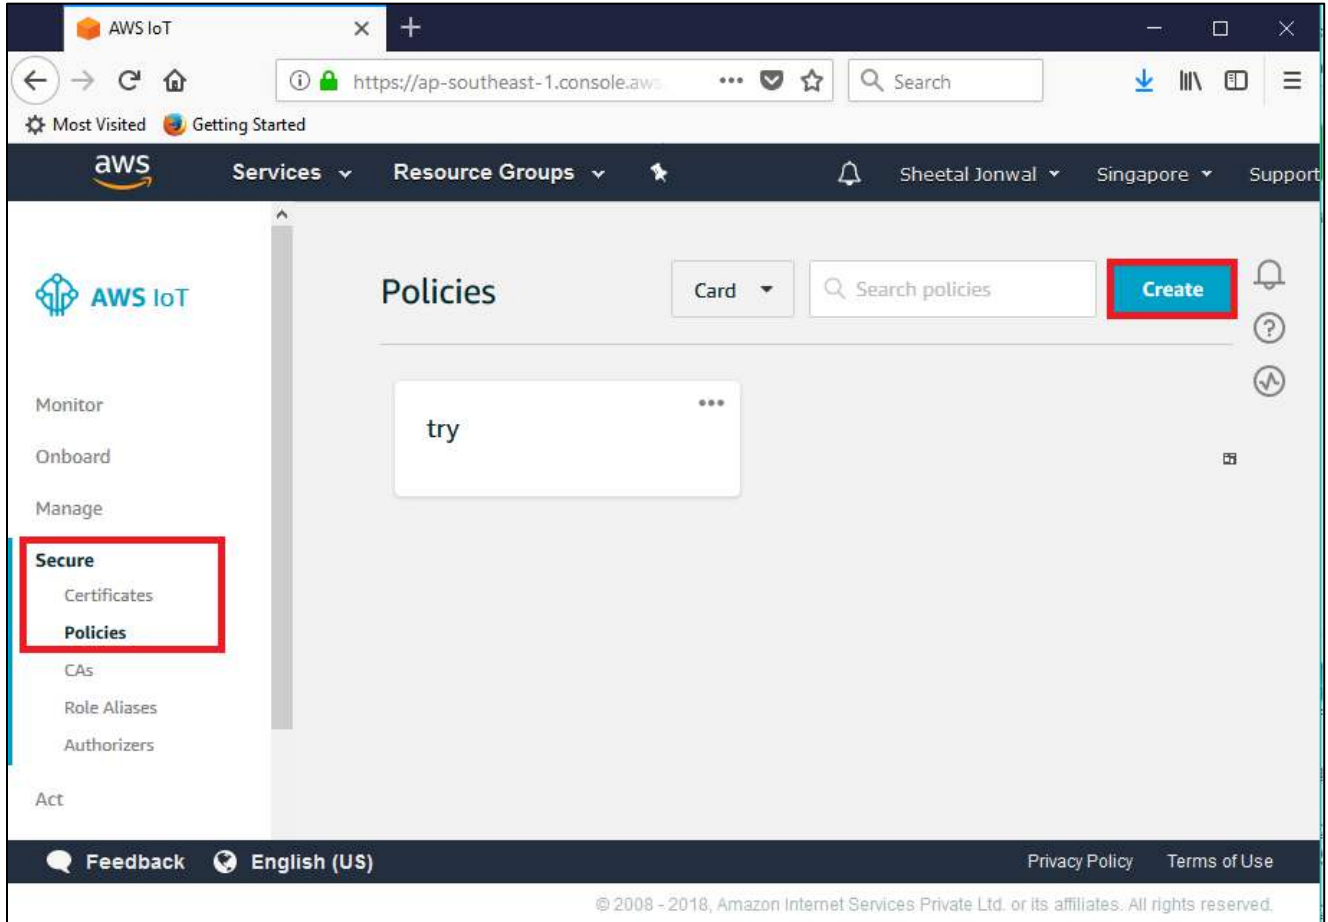 AWS IoT
https://ap-southeast-1.console.aws
Search
Most Visited Getting Started
aws Services Resource Groups Sheetal Jonwal Singapore Support
AWS IoT
Policies Card Search policies Create
try
Monitor
Onboard
Manage
Secure
Certificates
Policies
CAs
Role Aliases
Authorizers
Act
Feedback English (US) Privacy Policy Terms of Use
© 2008 - 2018, Amazon Internet Services Private Ltd. or its affiliates. All rights reserved.